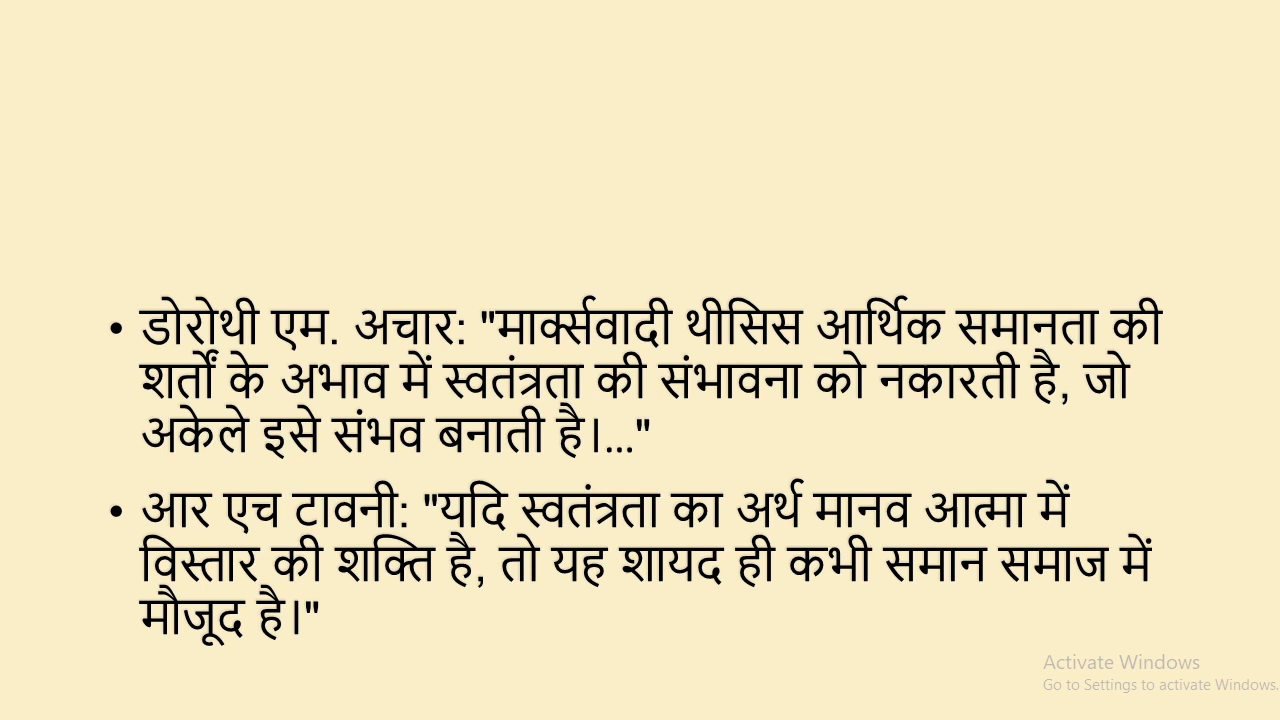 • डोरोथी एम. अचार: "मार्क्सवादी थीसिस आर्थिक समानता की
शर्तों के अभाव में स्वतंत्रता की संभावना को नकारती है, जो
अकेले इसे संभव बनाती है।..."
• आर एच टावनी: "यदि स्वतंत्रता का अर्थ मानव आत्मा में
विस्तार की शक्ति है, तो यह शायद ही कभी समान समाज में
मौजूद है।"
Activate Windows
Go to Settings to activate Windows.